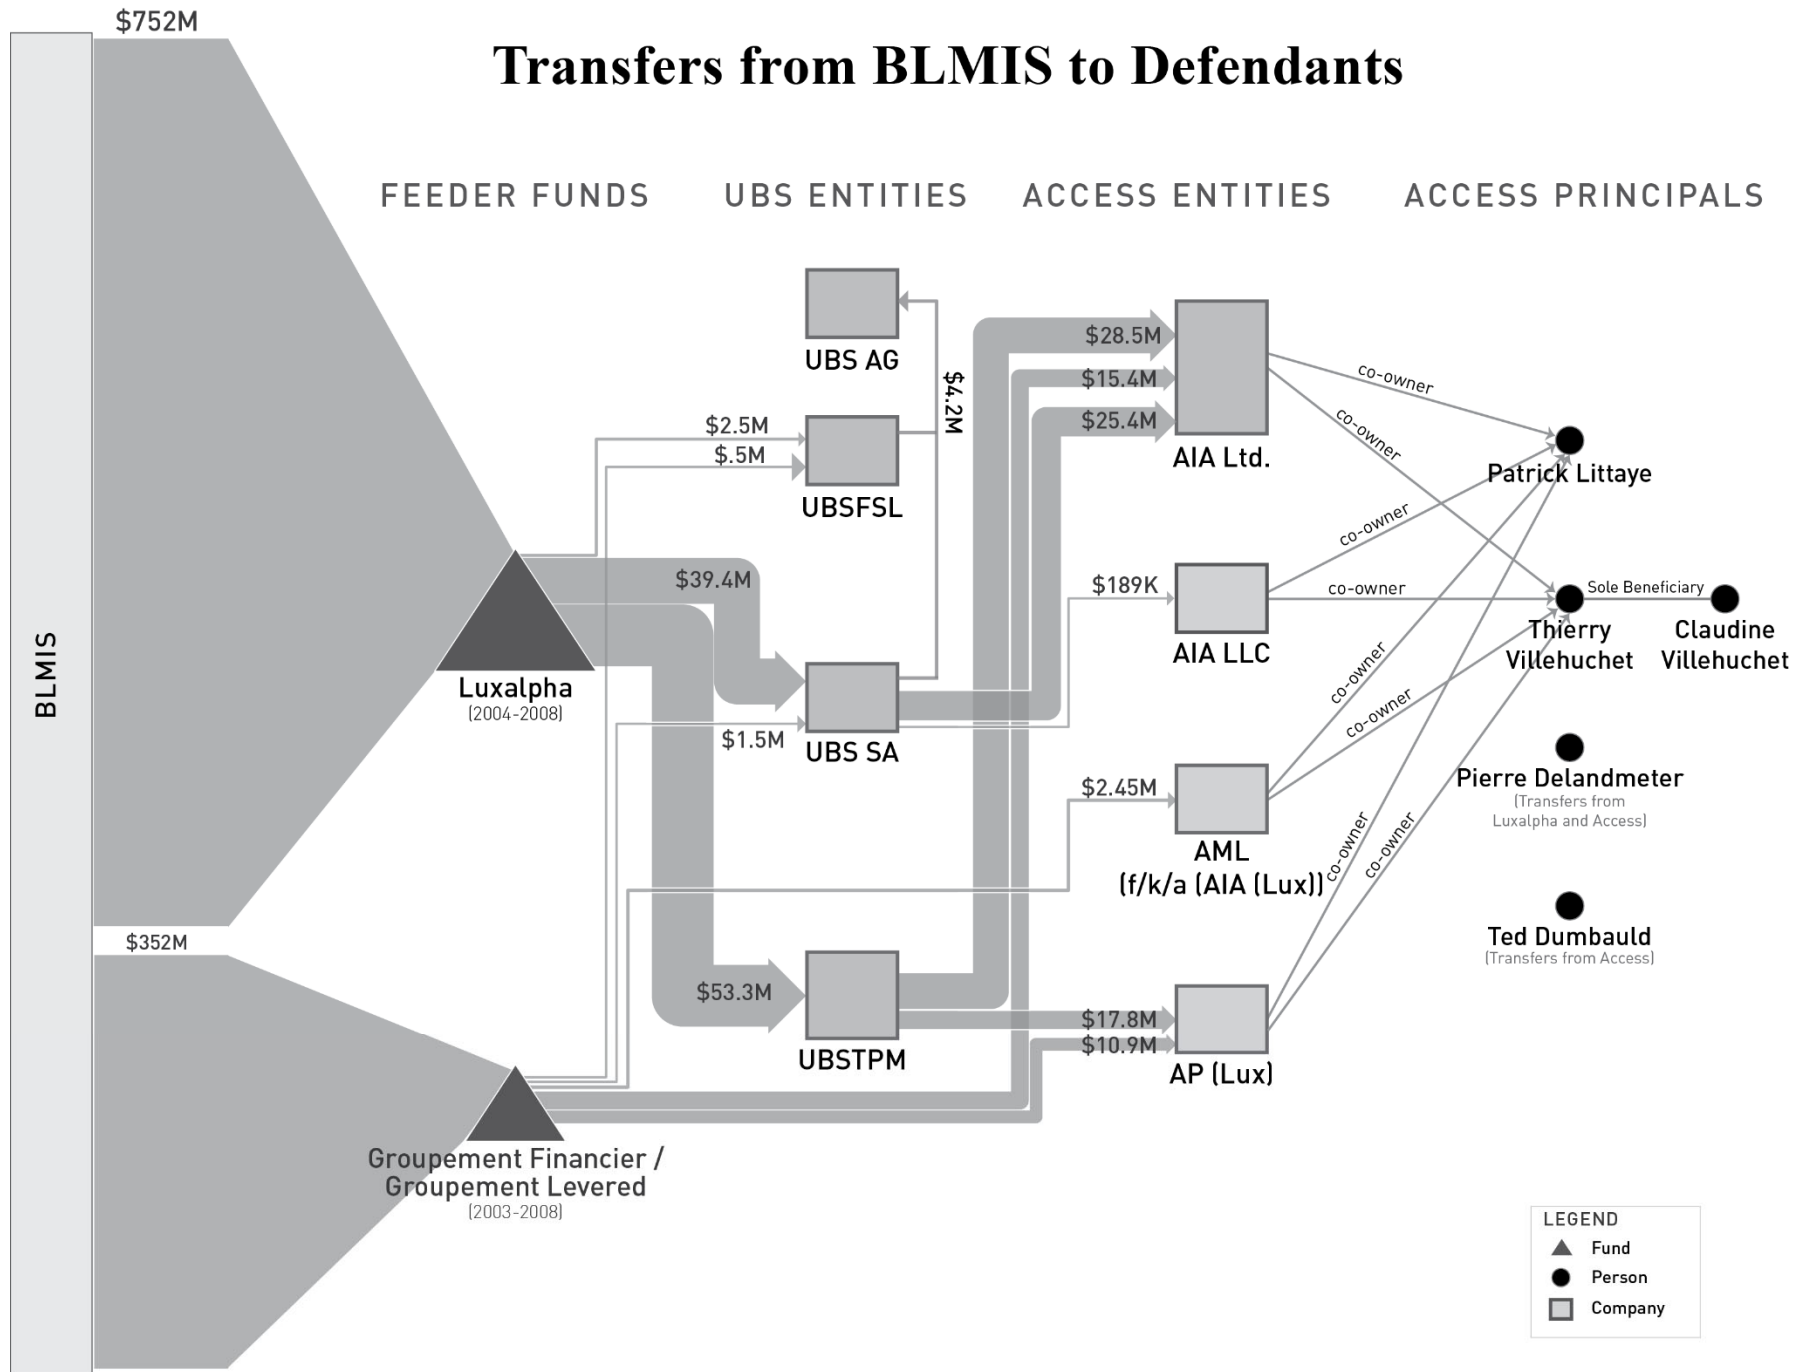 $752M
Transfers from BLMIS to Defendants
FEEDER FUNDS
UBS ENTITIES
ACCESS ENTITIES
ACCESS PRINCIPALS
BLMIS
$352M
Luxalpha
(2004-2008)
Groupement Financier /
Groupement Levered
(2003-2008)
$2.5M
$.5M
$39.4M
$1.5M
$53.3M
UBS AG
UBSFSL
UBS SA
UBSTPM
$4.2M
$28.5M
$15.4M
$25.4M
$189K
$2.45M
$17.8M
$10.9M
AIA Ltd.
AIA LLC
AML
(f/k/a (AIA (Lux))
AP (Lux)
co-owner
co-owner
co-owner
co-owner
co-owner
co-owner
co-owner
co-owner
Patrick Littaye
Sole Beneficiary
Thierry
Villehuchet
Claudine
Villehuchet
Pierre Delandmeter
(Transfers from
Luxalpha and Access)
Ted Dumbauld
(Transfers from Access)
LEGEND
Fund
Person
Company